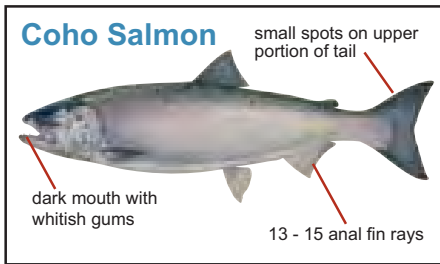 Coho Salmon
small spots on upper
portion of tail
dark mouth with
whitish gums
13 - 15 anal fin rays